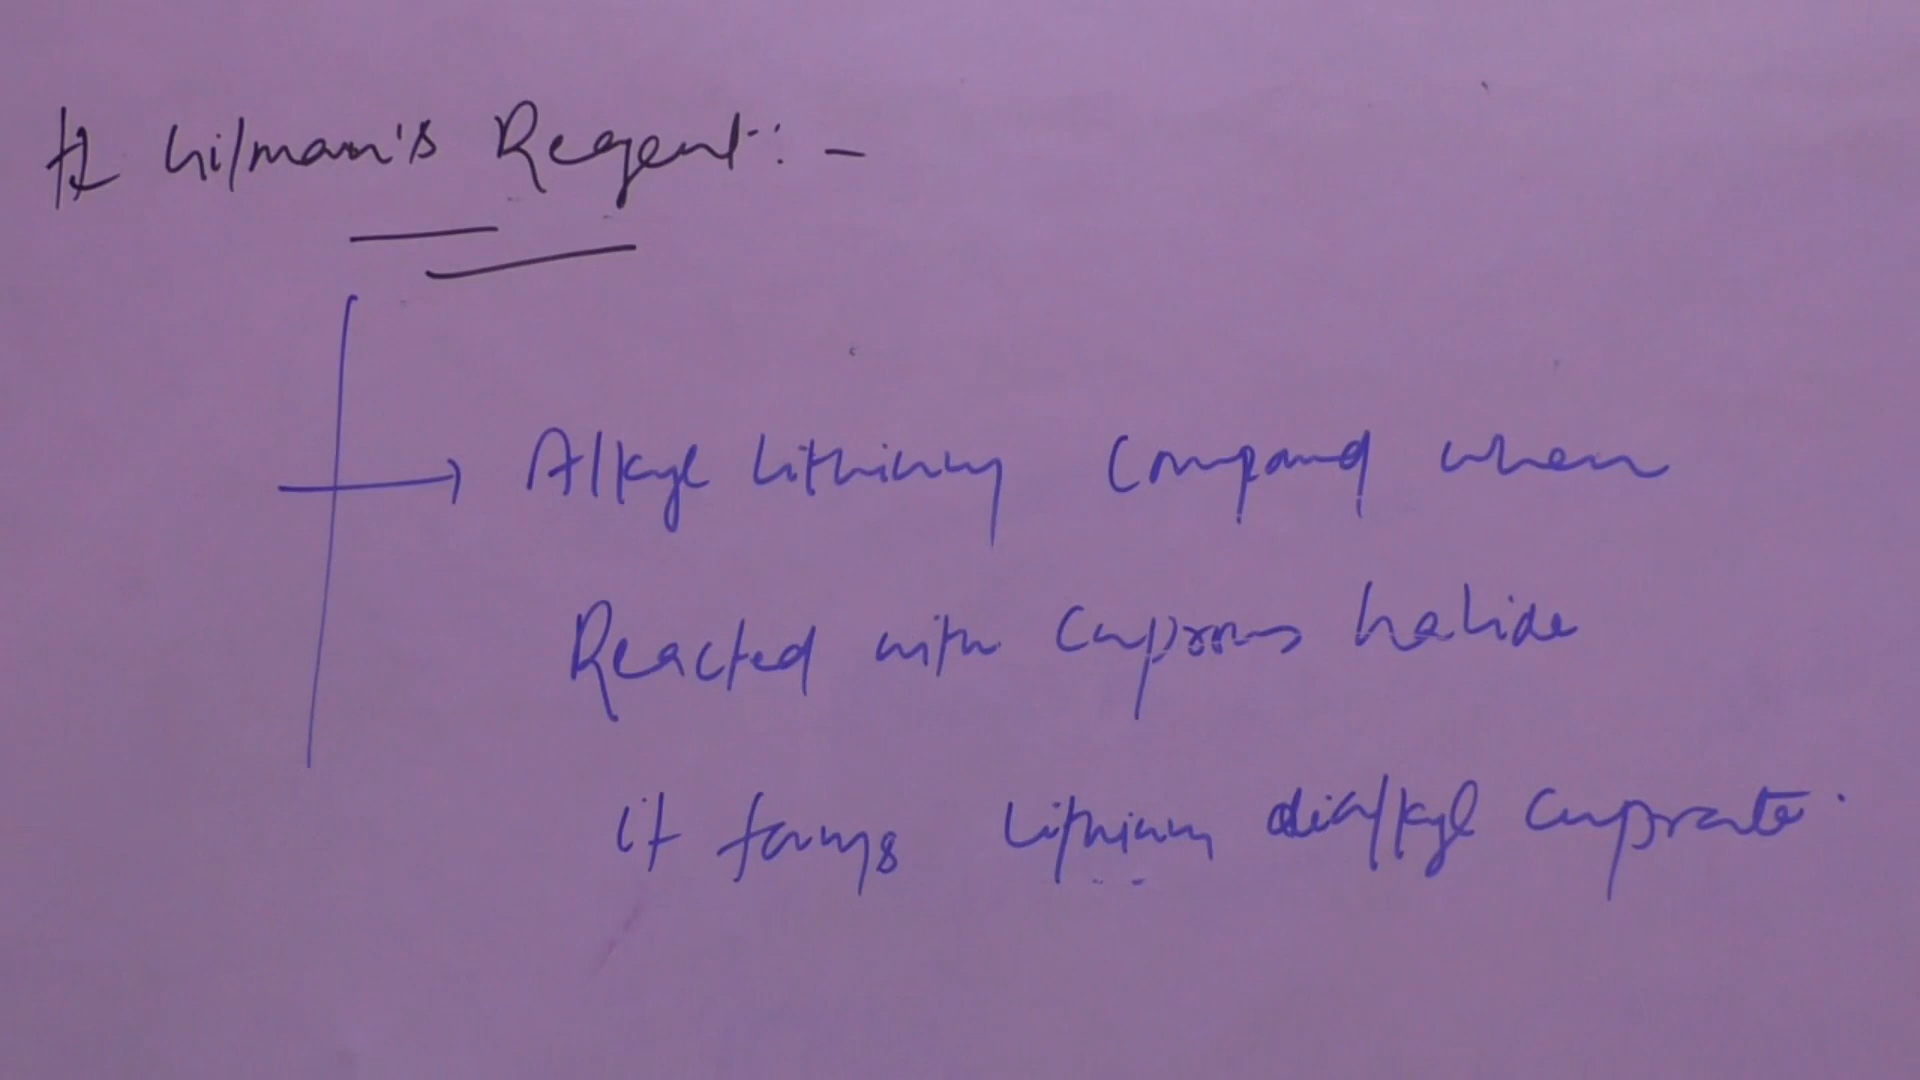 # Gilman's Regent :-
→ Alkyl Lithium Compound when
Reacted with Cuprous halide
it forms Lithium dialkyl Cuprate.